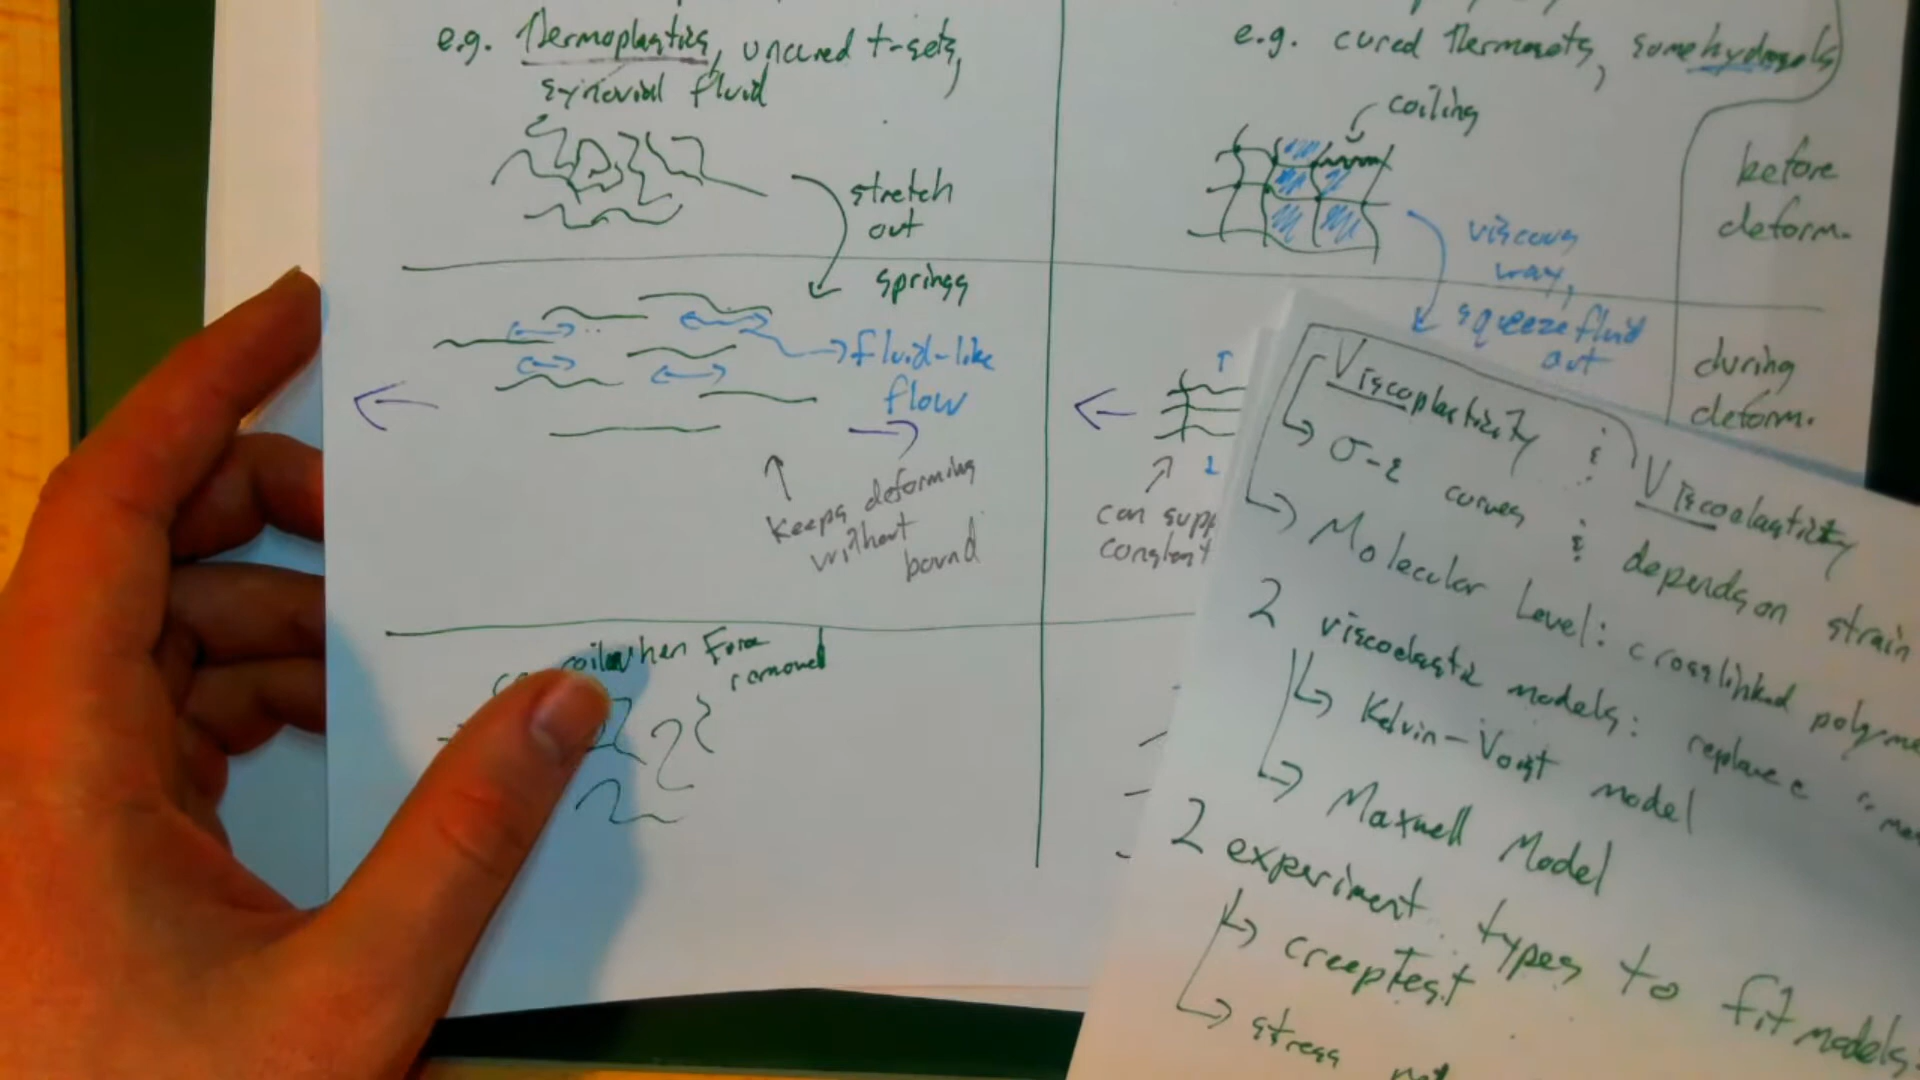 e.g. Thermoplastics, uncured t-sets,
synovial fluid
stretch
out
springs
fluid-like
flow
keeps deforming
without
bound
coil when Force
removed
e.g. cured thermosets, some hydrogels
coiling
before
deform.
viscous
way,
squeeze fluid
out
during
deform.
can supp
constant
Viscoplasticity & Viscoelasticity
σ-ε curves & depends on strain
Molecular Level: crosslinked polyme
2 viscoelastic models: replace
Kelvin-Voigt model
Maxwell Model
2 experiment types to fit models.
creep test
stress